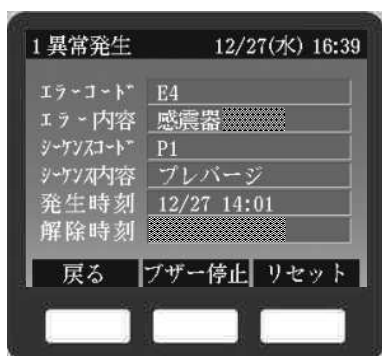 1 異常発生 12/27(水) 16:39
エラーコード E4
エラー内容 感震器
シーケンスコード P1
シーケンス内容 プレパージ
発生時刻 12/27 14:01
解除時刻
戻る ブザー停止 リセット